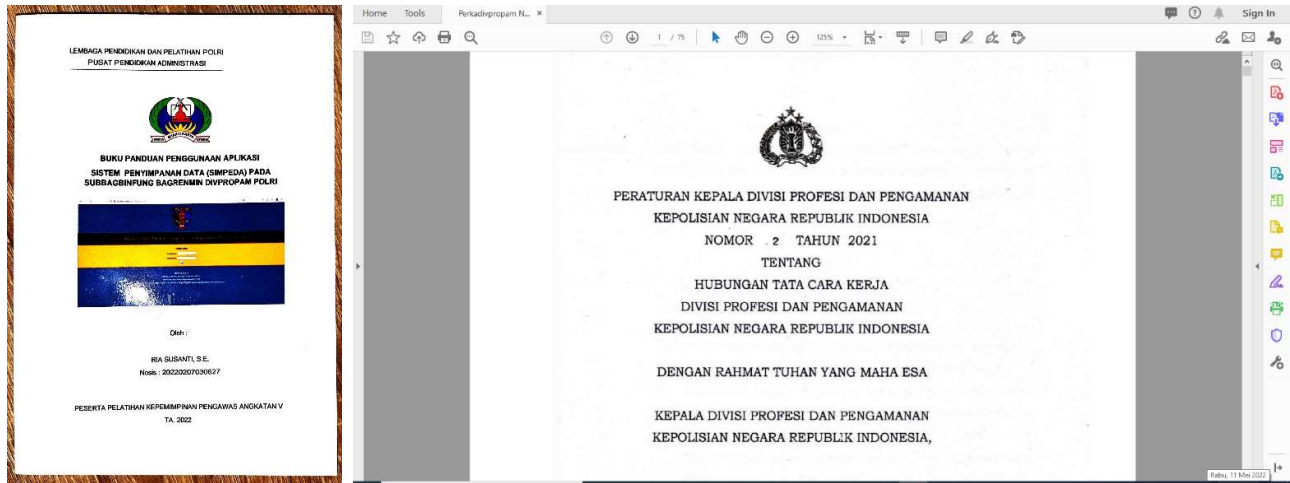 LEMBAGA PENDIDIKAN DAN PELATIHAN POLRI
PUSAT PENDIDIKAN ADMINISTRASI
BUKU PANDUAN PENGGUNAAN APLIKASI
SISTEM PENYIMPANAN DATA (SIMPEDA) PADA
SUBBAGBINFUNG BAGRENMIN DIVPROPAM POLRI
Oleh :
RIA SUSANTI, S.E.
Nosis : 20220207030627
PESERTA PELATIHAN KEPEMIMPINAN PENGAWAS ANGKATAN V
TA. 2022
Home Tools Perkadivpropam N... × Sign In
1 / 75 125%
PERATURAN KEPALA DIVISI PROFESI DAN PENGAMANAN
KEPOLISIAN NEGARA REPUBLIK INDONESIA
NOMOR 2 TAHUN 2021
TENTANG
HUBUNGAN TATA CARA KERJA
DIVISI PROFESI DAN PENGAMANAN
KEPOLISIAN NEGARA REPUBLIK INDONESIA
DENGAN RAHMAT TUHAN YANG MAHA ESA
KEPALA DIVISI PROFESI DAN PENGAMANAN
KEPOLISIAN NEGARA REPUBLIK INDONESIA,
Rabu, 11 Mei 2022